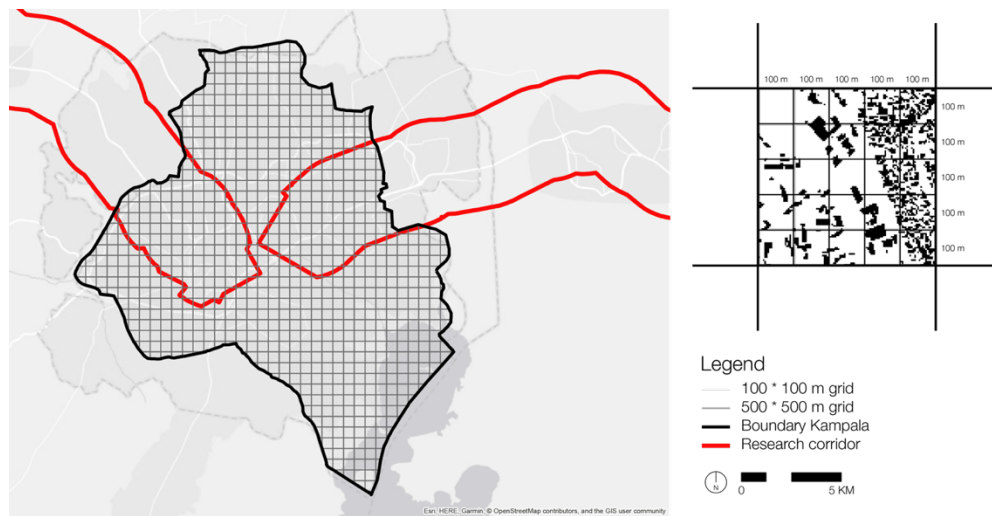 100 m 100 m 100 m 100 m 100 m
100 m
100 m
100 m
100 m
100 m
Legend
100 * 100 m grid
500 * 500 m grid
Boundary Kampala
Research corridor
N
0 5 KM
Esri, HERE, Garmin, © OpenStreetMap contributors, and the GIS user community